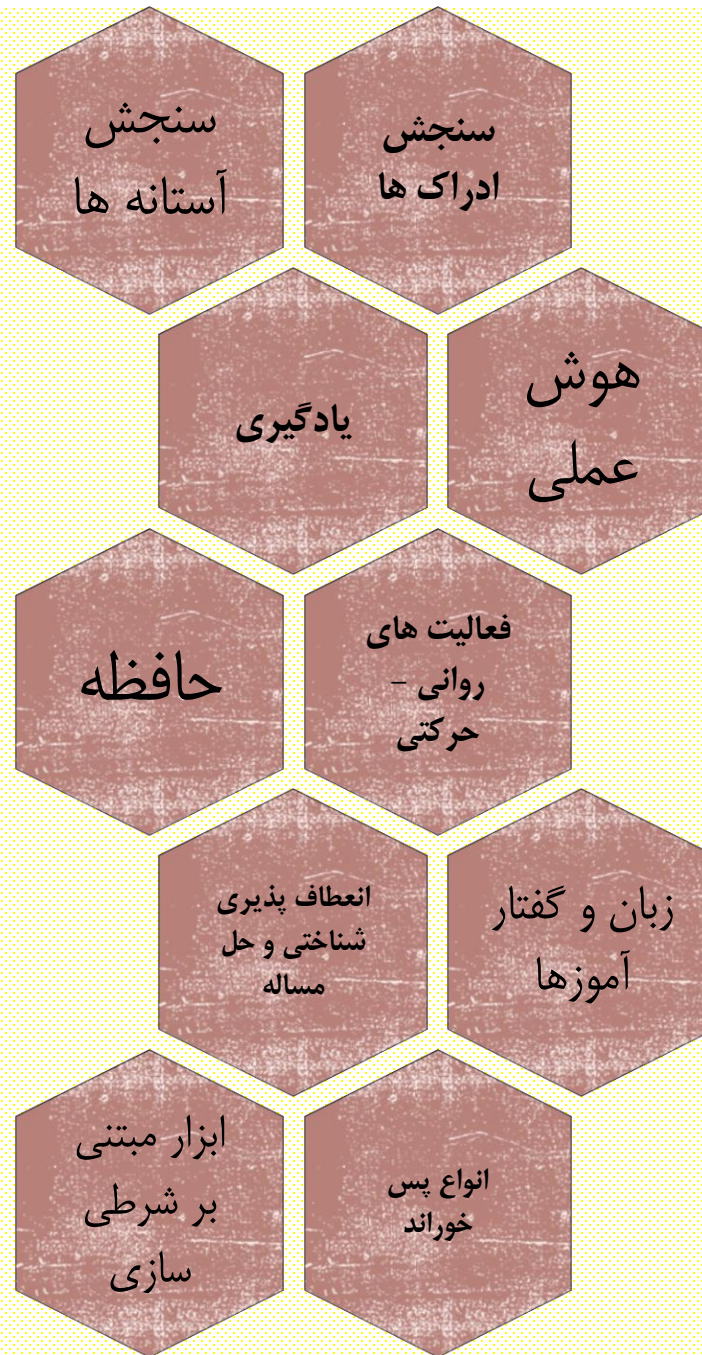 سنجش
ادراک ها
سنجش
آستانه ها
هوش
عملی
یادگیری
فعالیت های
روانی –
حرکتی
حافظه
زبان و گفتار
آموزها
انعطاف پذیری
شناختی و حل
مساله
انواع پس
خوراند
ابزار مبتنی
بر شرطی
سازی